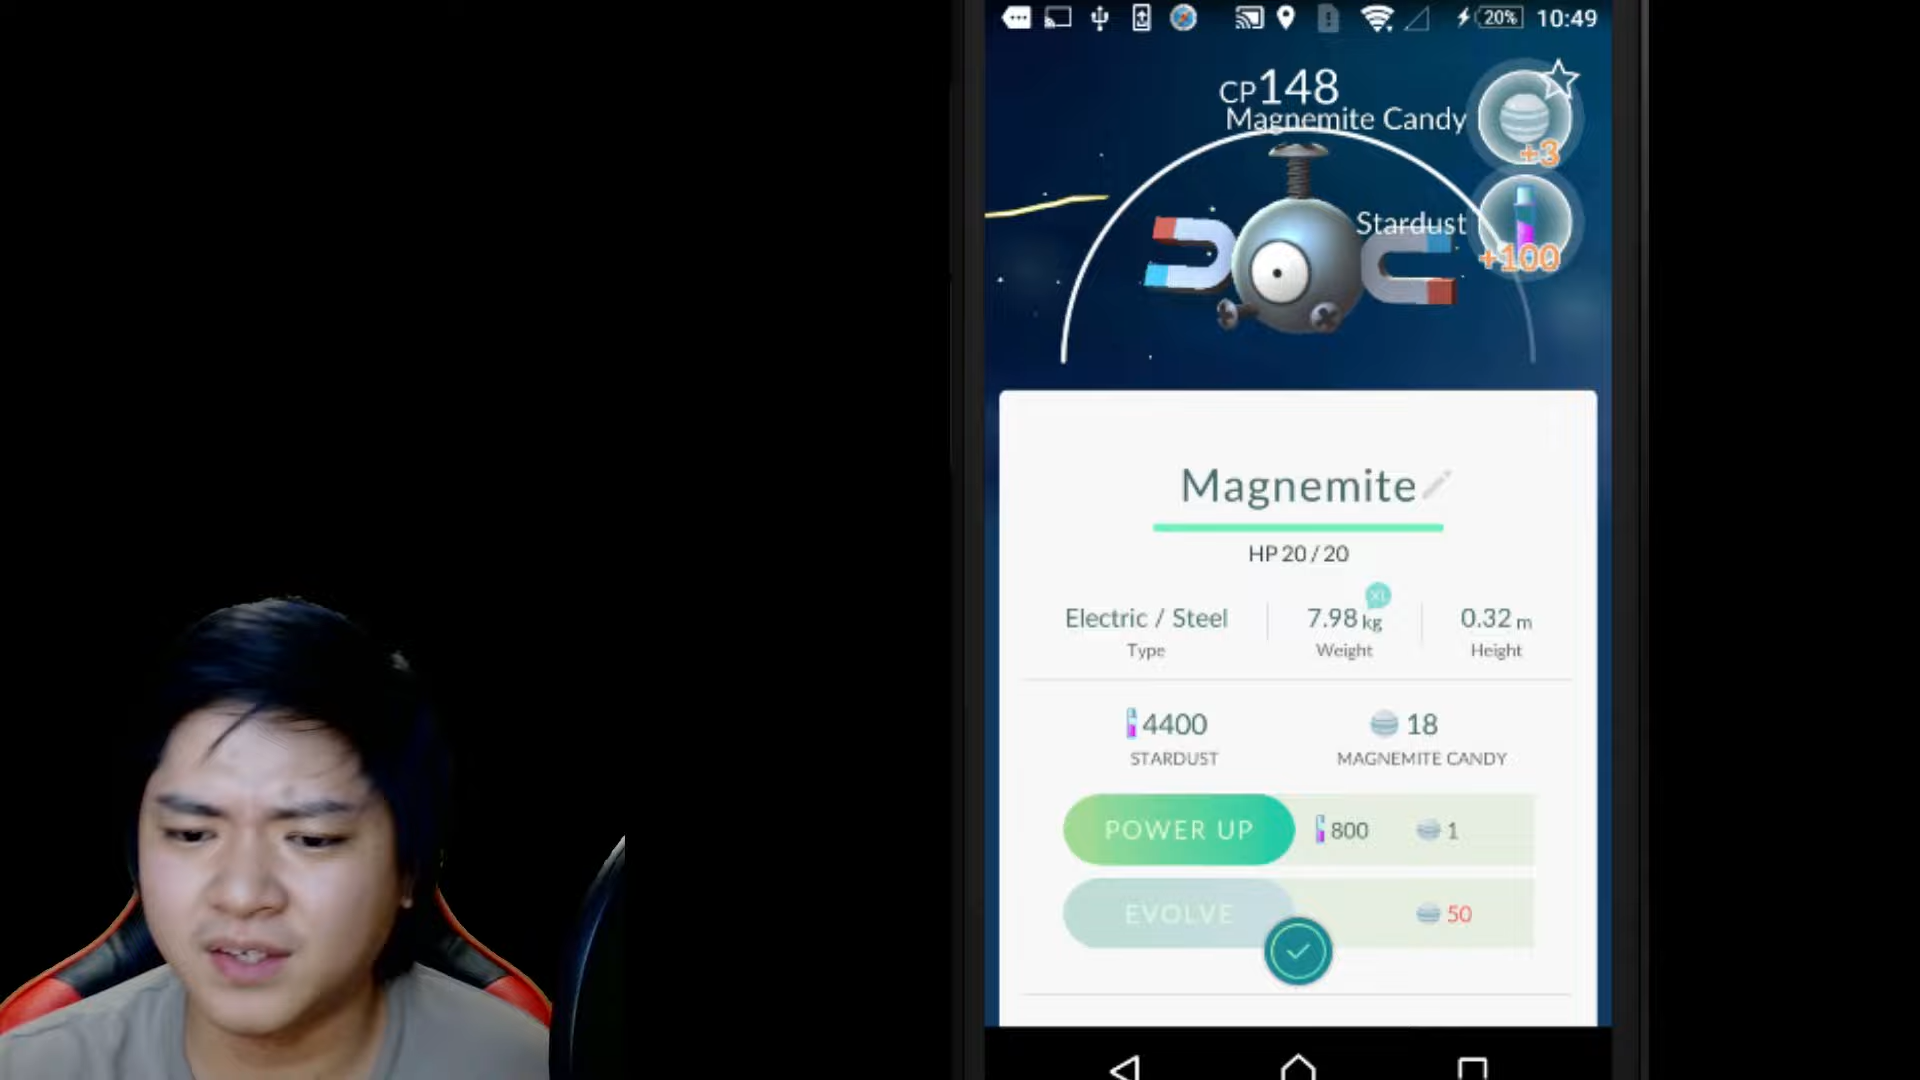 20% 10:49
CP148
Magnemite Candy
+3
Stardust
+100
Magnemite
HP 20 / 20
XL
Electric / Steel 7.98 kg 0.32 m
Type Weight Height
4400 18
STARDUST MAGNEMITE CANDY
POWER UP 800 1
EVOLVE 50